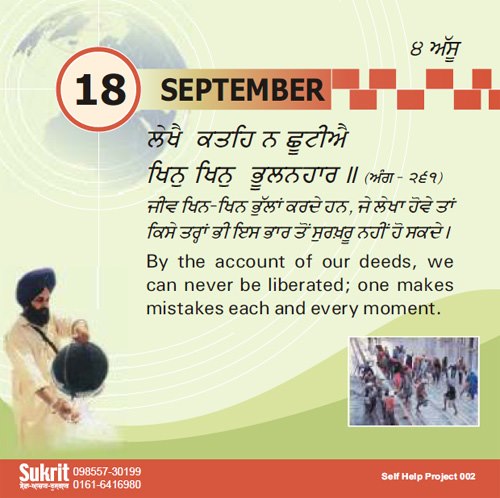 ੪ ਅੱਸੂ
18 SEPTEMBER
ਲੇਖੈ ਕਤਹਿ ਨ ਛੂਟੀਐ
ਖਿਨੁ ਖਿਨੁ ਭੂਲਨਹਾਰ ॥ (ਅੰਗ - ੨੬੧)
ਜੀਵ ਖਿਨ-ਖਿਨ ਭੁੱਲਾਂ ਕਰਦੇ ਹਨ, ਜੇ ਲੇਖਾ ਹੋਵੇ ਤਾਂ
ਕਿਸੇ ਤਰ੍ਹਾਂ ਭੀ ਇਸ ਭਾਰ ਤੋਂ ਸੁਰਖ਼ਰੂ ਨਹੀਂ ਹੋ ਸਕਦੇ।
By the account of our deeds, we
can never be liberated; one makes
mistakes each and every moment.
Sukrit 098557-30199
0161-6416980
Self Help Project 002